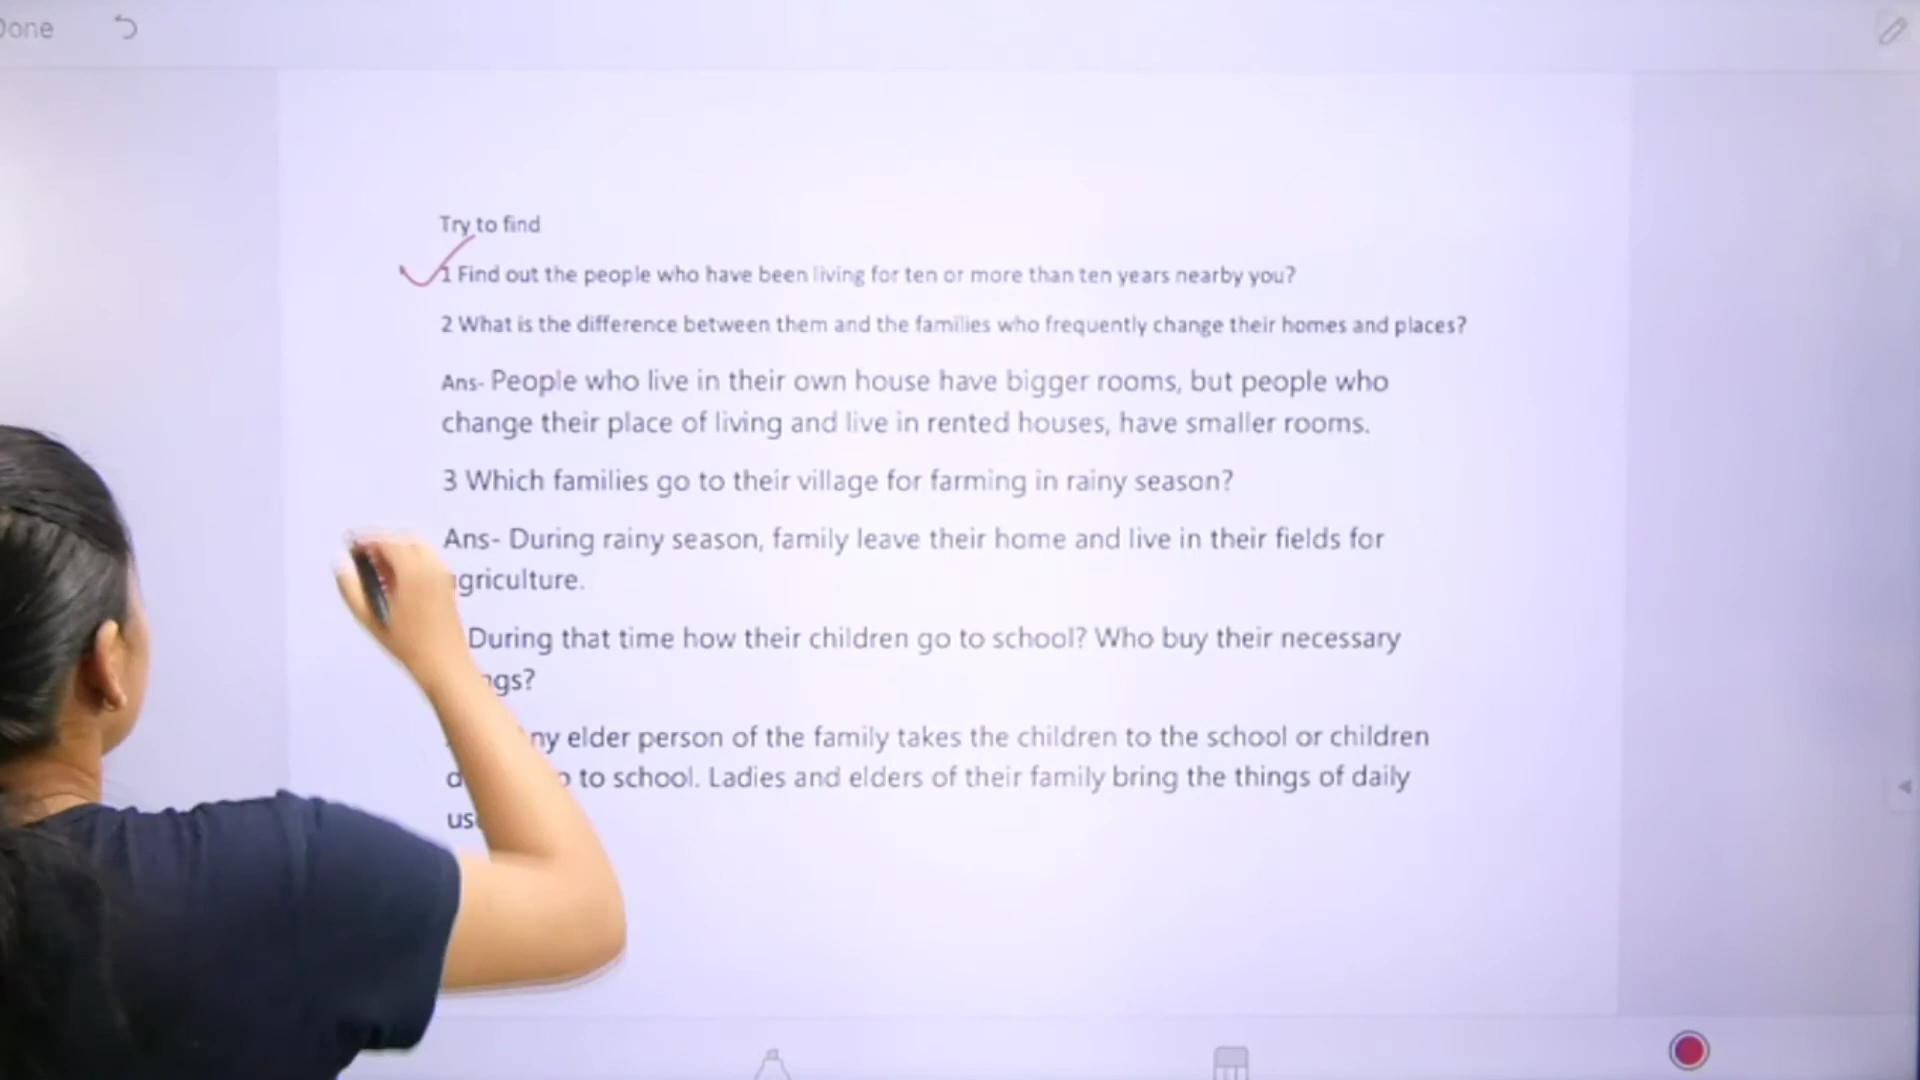 Done
Try to find
1 Find out the people who have been living for ten or more than ten years nearby you?
2 What is the difference between them and the families who frequently change their homes and places?
Ans- People who live in their own house have bigger rooms, but people who
change their place of living and live in rented houses, have smaller rooms.
3 Which families go to their village for farming in rainy season?
Ans- During rainy season, family leave their home and live in their fields for
griculture.
During that time how their children go to school? Who buy their necessary
gs?
ny elder person of the family takes the children to the school or children
to school. Ladies and elders of their family bring the things of daily
us